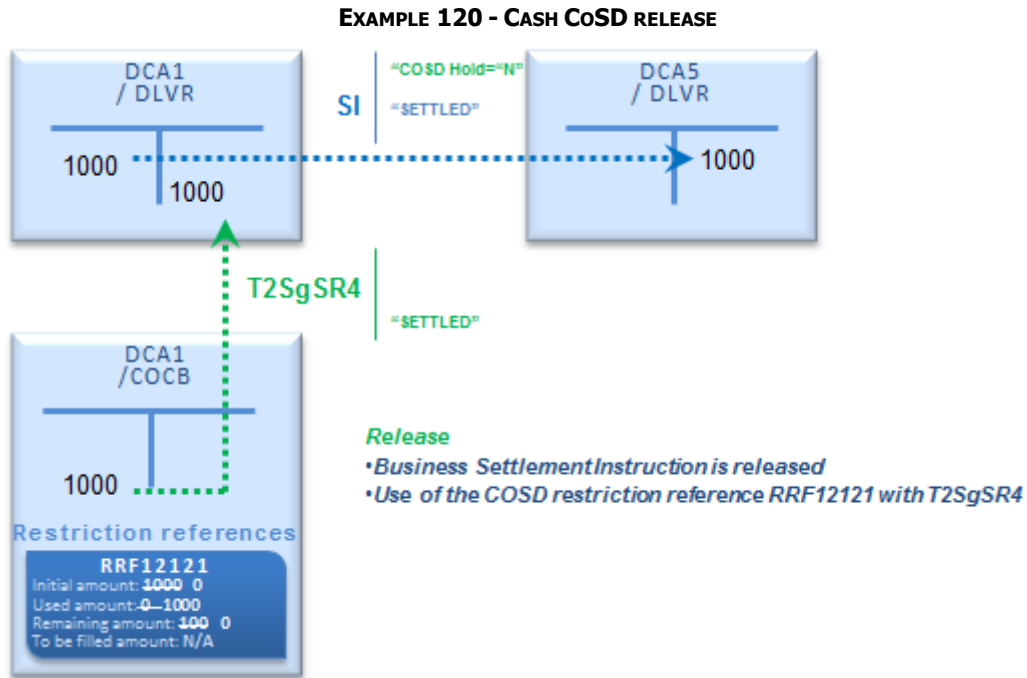 EXAMPLE 120 - CASH COSD RELEASE
DCA1
/ DLVR
1000
1000
SI
“COSD Hold=“N”
“SETTLED”
DCA5
/ DLVR
1000
T2SgSR4
“SETTLED”
DCA1
/COCB
1000
Restriction references
RRF12121
Initial amount: 1000 0
Used amount: 0 1000
Remaining amount: 100 0
To be filled amount: N/A
Release
•Business Settlement Instruction is released
•Use of the COSD restriction reference RRF12121 with T2SgSR4